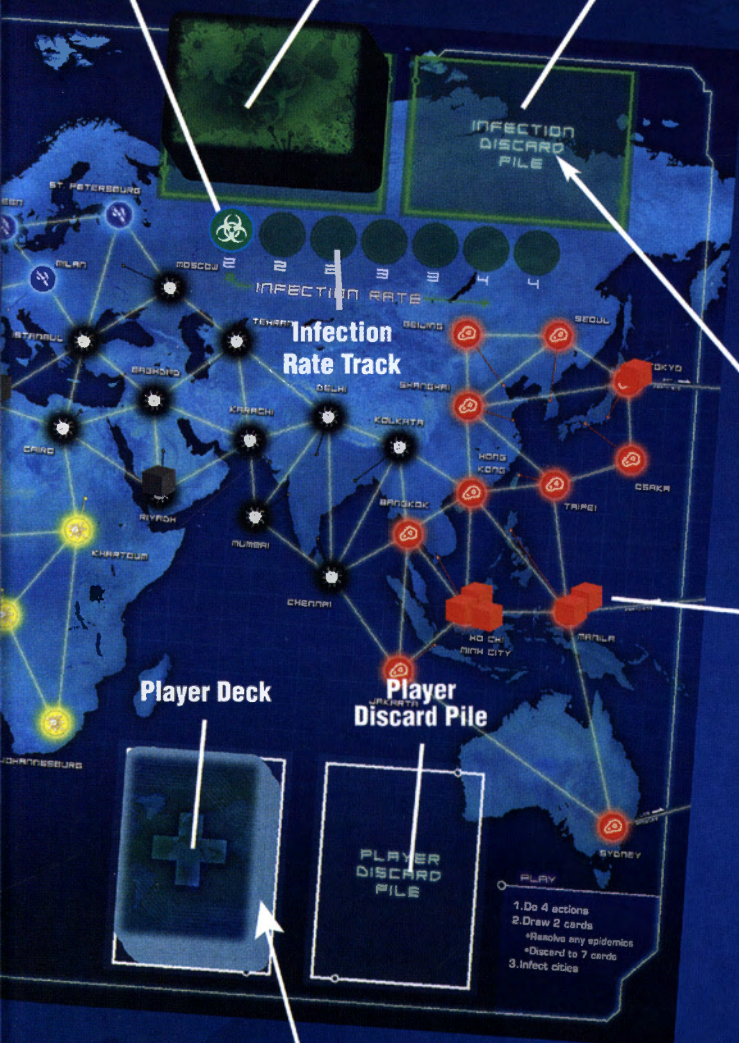 INFECTION
DISCARD
PILE
ST. PETERSBURG
MILAN
MOSCOW
2 2 2 3 3 4 4
INFECTION RATE
ISTANBUL
TEHRAN
Infection
Rate Track
BEIJING
SEOUL
BAGHDAD
DELHI
SHANGHAI
TOKYO
KARACHI
KOLKATA
CAIRO
HONG
KONG
OSAKA
RIYADH
BANGKOK
TAIPEI
MUMBAI
KHARTOUM
CHENNAI
HO CHI
MINH CITY
MANILA
JAKARTA
Player Deck
Player
Discard Pile
JOHANNESBURG
SYDNEY
PLAYER
DISCARD
PILE
PLAY
1.Do 4 actions
2.Draw 2 cards
•Resolve any epidemics
•Discard to 7 cards
3.Infect cities